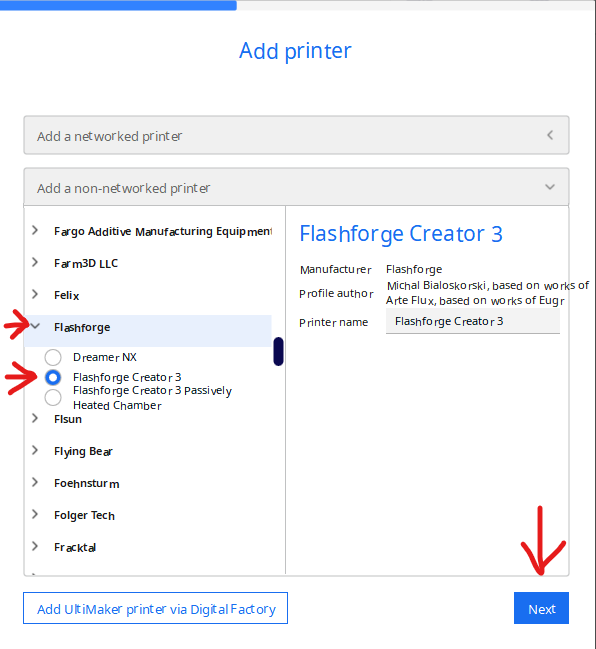 Add printer
Add a networked printer
Add a non-networked printer
Fargo Additive Manufacturing Equipment
Farm3D LLC
Felix
Flashforge
Dreamer NX
Flashforge Creator 3
Flashforge Creator 3 Passively
Heated Chamber
Flsun
Flying Bear
Foehnsturm
Folger Tech
Fracktal
Flashforge Creator 3
Manufacturer Flashforge
Profile author Michal Bialoskorski, based on works of
Arte Flux, based on works of Eugr
Printer name Flashforge Creator 3
Add UltiMaker printer via Digital Factory
Next